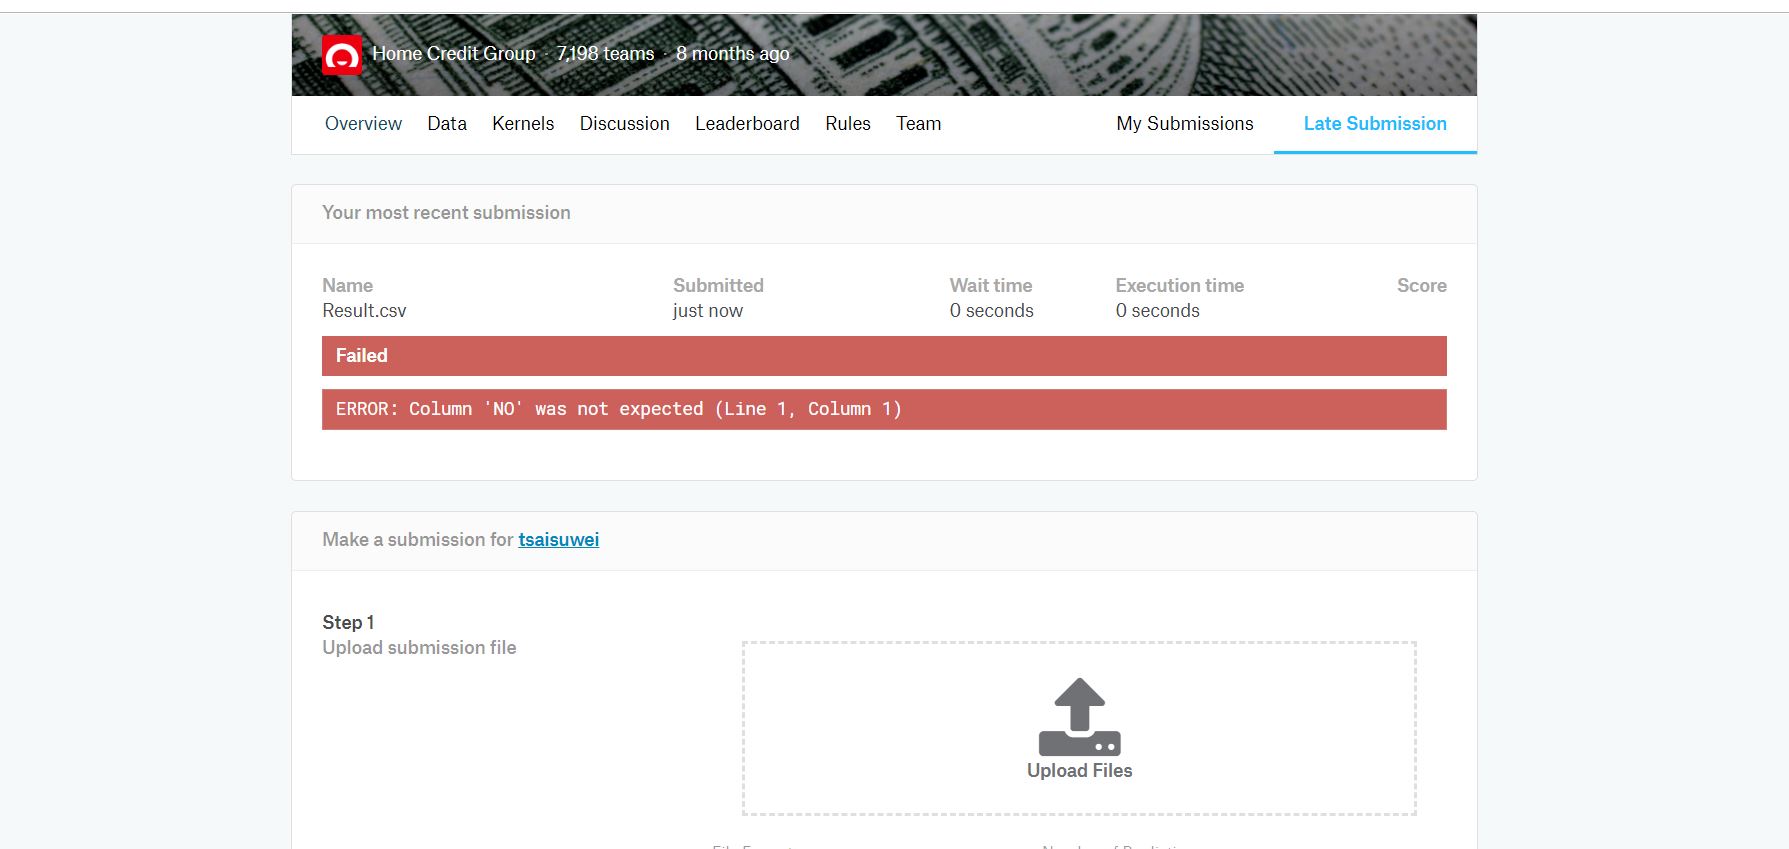 Home Credit Group · 7,198 teams · 8 months ago
Overview Data Kernels Discussion Leaderboard Rules Team My Submissions Late Submission
Your most recent submission
Name Submitted Wait time Execution time Score
Result.csv just now 0 seconds 0 seconds
Failed
ERROR: Column 'NO' was not expected (Line 1, Column 1)
Make a submission for tsaisuwei
Step 1
Upload submission file
Upload Files